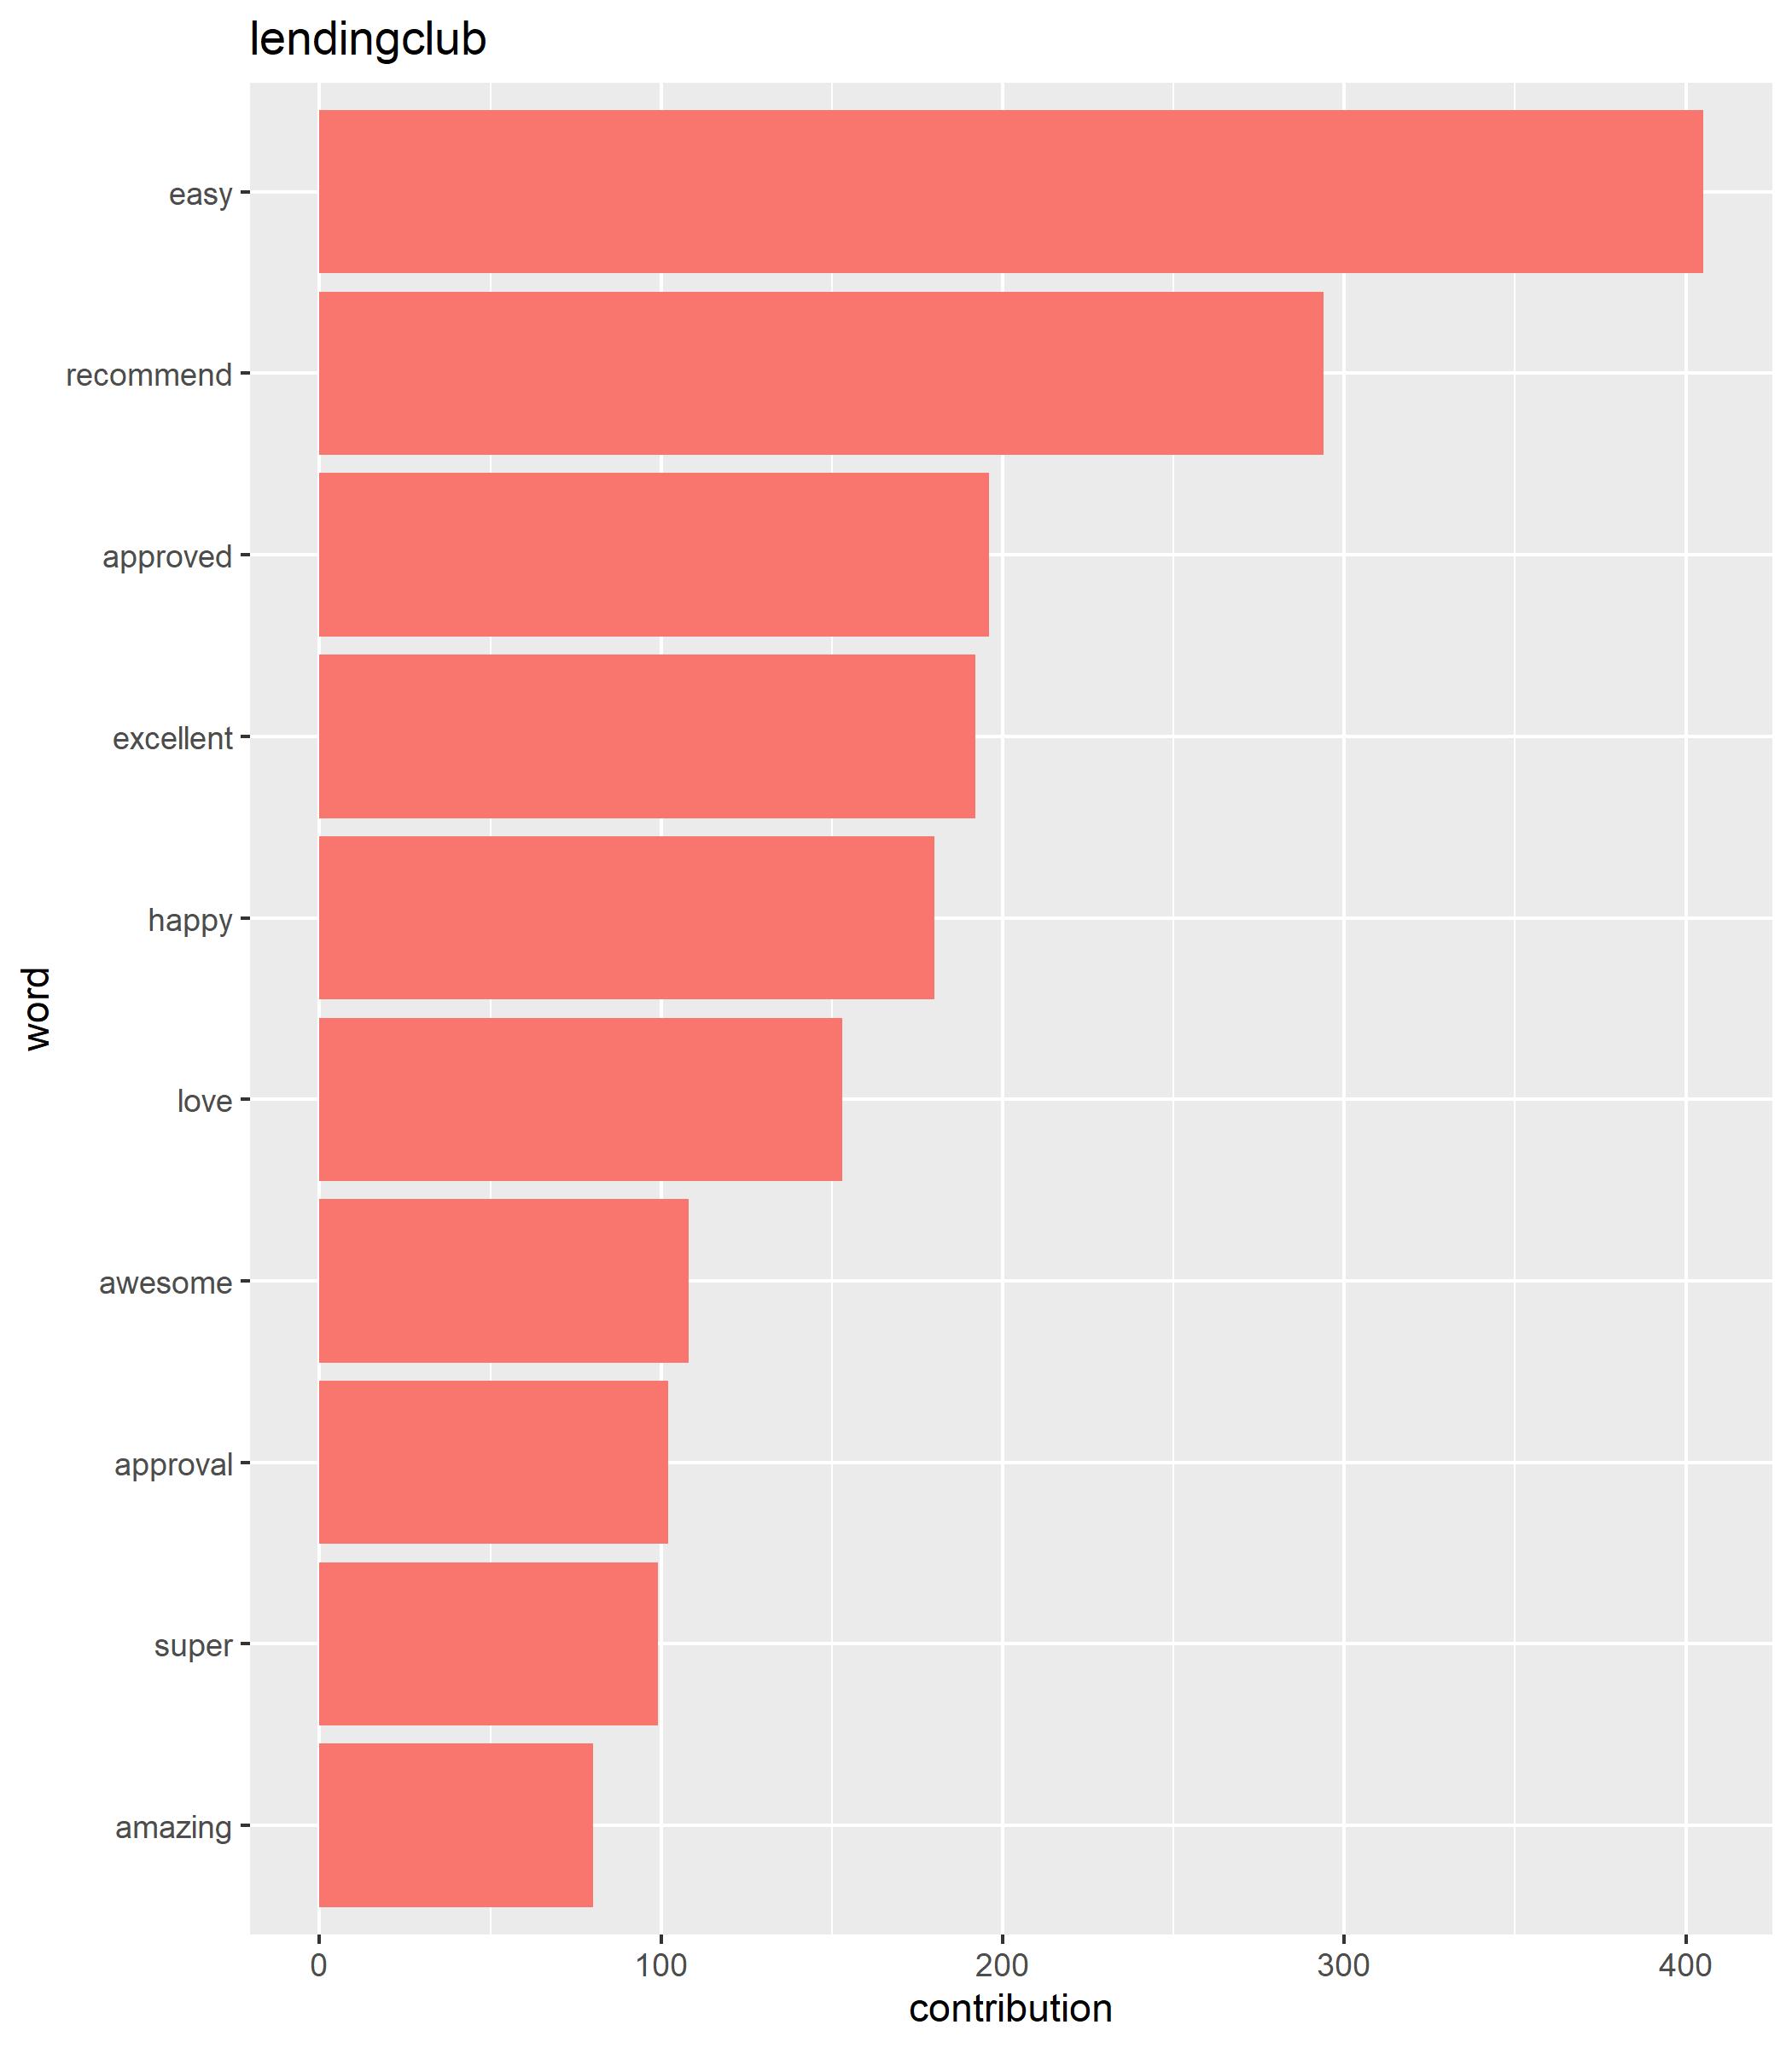 lendingclub
easy
recommend
approved
excellent
happy
love
awesome
approval
super
amazing
word
0 100 200 300 400
contribution